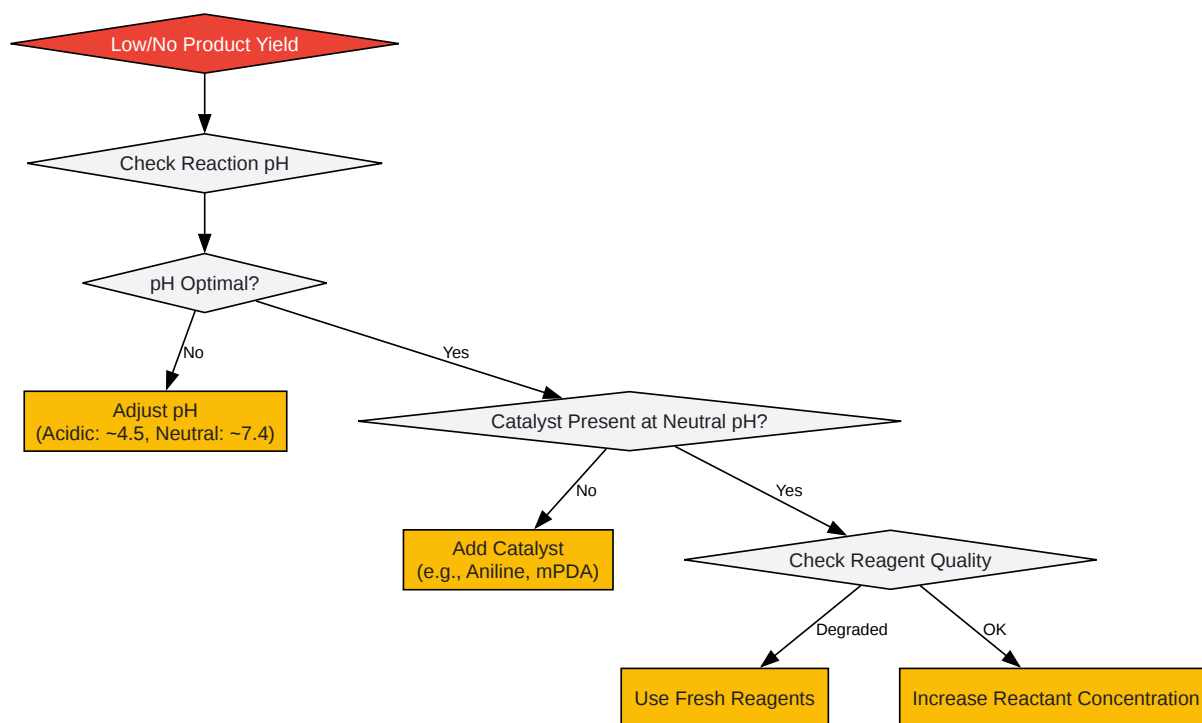 Low/No Product Yield
Check Reaction pH
pH Optimal?
No
Yes
Adjust pH
(Acidic: ~4.5, Neutral: ~7.4)
Catalyst Present at Neutral pH?
No
Yes
Add Catalyst
(e.g., Aniline, mPDA)
Check Reagent Quality
Degraded
OK
Use Fresh Reagents
Increase Reactant Concentration